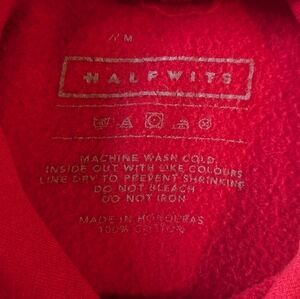 M
HALFWITS
MACHINE WASH COLD
INSIDE OUT WITH LIKE COLOURS
LINE DRY TO PREVENT SHRINKING
DO NOT BLEACH
DO NOT IRON
MADE IN HONDURAS
100% COTTON